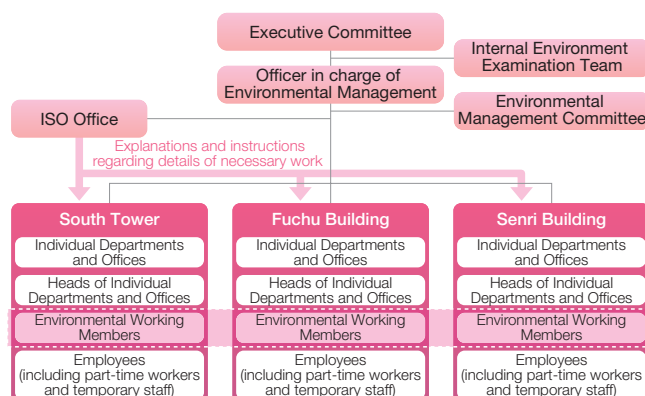 Executive Committee
Internal Environment
Examination Team
Officer in charge of
Environmental Management
Environmental
Management Committee
ISO Office
Explanations and instructions
regarding details of necessary work
South Tower
Individual Departments
and Offices
Heads of Individual
Departments and Offices
Environmental Working
Members
Employees
(including part-time workers
and temporary staff)
Fuchu Building
Individual Departments
and Offices
Heads of Individual
Departments and Offices
Environmental Working
Members
Employees
(including part-time workers
and temporary staff)
Senri Building
Individual Departments
and Offices
Heads of Individual
Departments and Offices
Environmental Working
Members
Employees
(including part-time workers
and temporary staff)